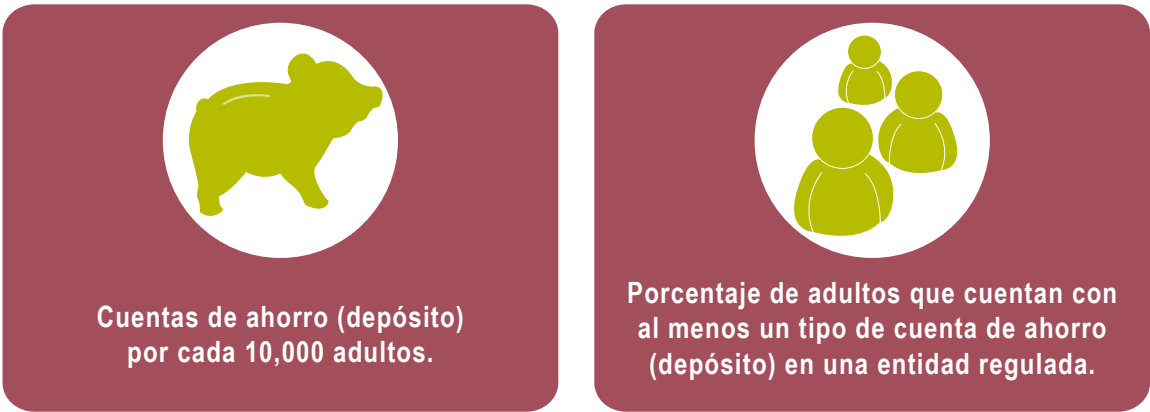 Cuentas de ahorro (depósito)
por cada 10,000 adultos.
Porcentaje de adultos que cuentan con
al menos un tipo de cuenta de ahorro
(depósito) en una entidad regulada.